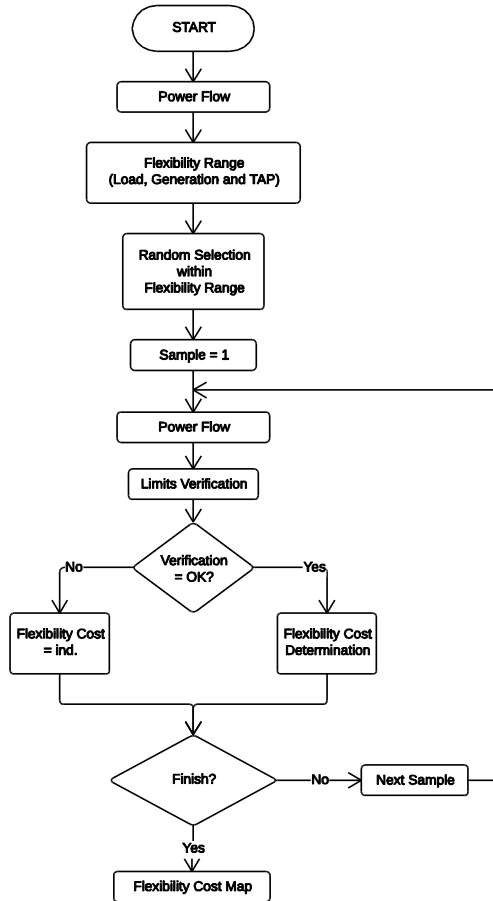 START
Power Flow
Flexibility Range
(Load, Generation and TAP)
Random Selection
within
Flexibility Range
Sample = 1
Power Flow
Limits Verification
Verification
= OK?
No
Yes
Flexibility Cost
= ind.
Flexibility Cost
Determination
Finish?
No
Next Sample
Yes
Flexibility Cost Map